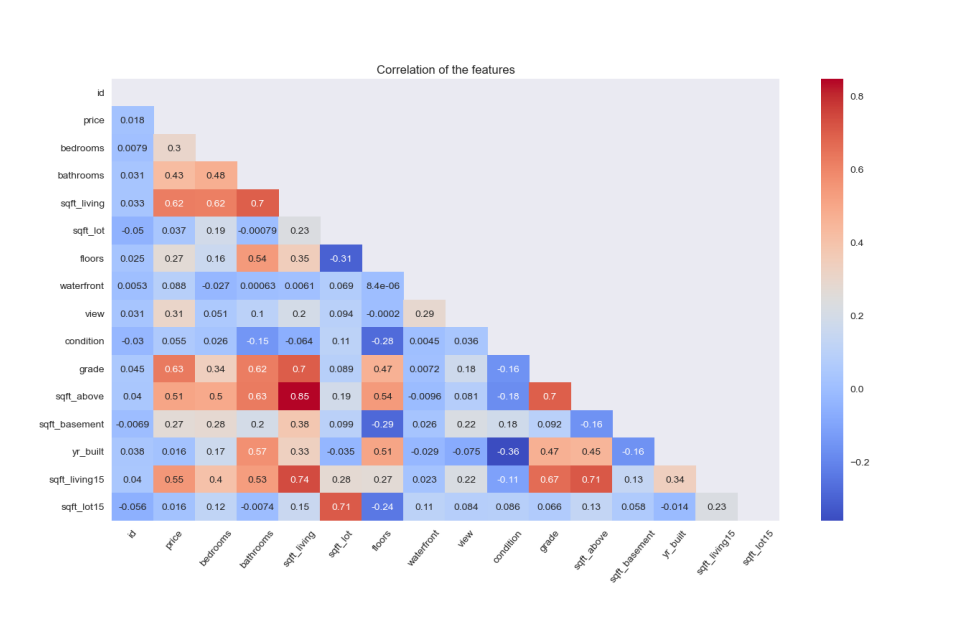 Correlation of the features
id
price 0.018
bedrooms 0.0079 0.3
bathrooms 0.031 0.43 0.48
sqft_living 0.033 0.62 0.62 0.7
sqft_lot -0.05 0.037 0.19 -0.00079 0.23
floors 0.025 0.27 0.16 0.54 0.35 -0.31
waterfront 0.0053 0.088 -0.027 0.00063 0.0061 0.069 8.4e-06
view 0.031 0.31 0.051 0.1 0.2 0.094 -0.0002 0.29
condition -0.03 0.055 0.026 -0.15 -0.064 0.11 -0.28 0.0045 0.036
grade 0.045 0.63 0.34 0.62 0.7 0.089 0.47 0.0072 0.18 -0.16
sqft_above 0.04 0.51 0.5 0.63 0.85 0.19 0.54 -0.0096 0.081 -0.18 0.7
sqft_basement -0.0069 0.27 0.28 0.2 0.38 0.099 -0.29 0.026 0.22 0.18 0.092 -0.16
yr_built 0.038 0.016 0.17 0.57 0.33 -0.035 0.51 -0.029 -0.075 -0.36 0.47 0.45 -0.16
sqft_living15 0.04 0.55 0.4 0.53 0.74 0.28 0.27 0.023 0.22 -0.11 0.67 0.71 0.13 0.34
sqft_lot15 -0.056 0.016 0.12 -0.0074 0.15 0.71 -0.24 0.11 0.084 0.086 0.066 0.13 0.058 -0.014 0.23
id price bedrooms bathrooms sqft_living sqft_lot floors waterfront view condition grade sqft_above sqft_basement yr_built sqft_living15 sqft_lot15
0.8
0.6
0.4
0.2
0.0
-0.2